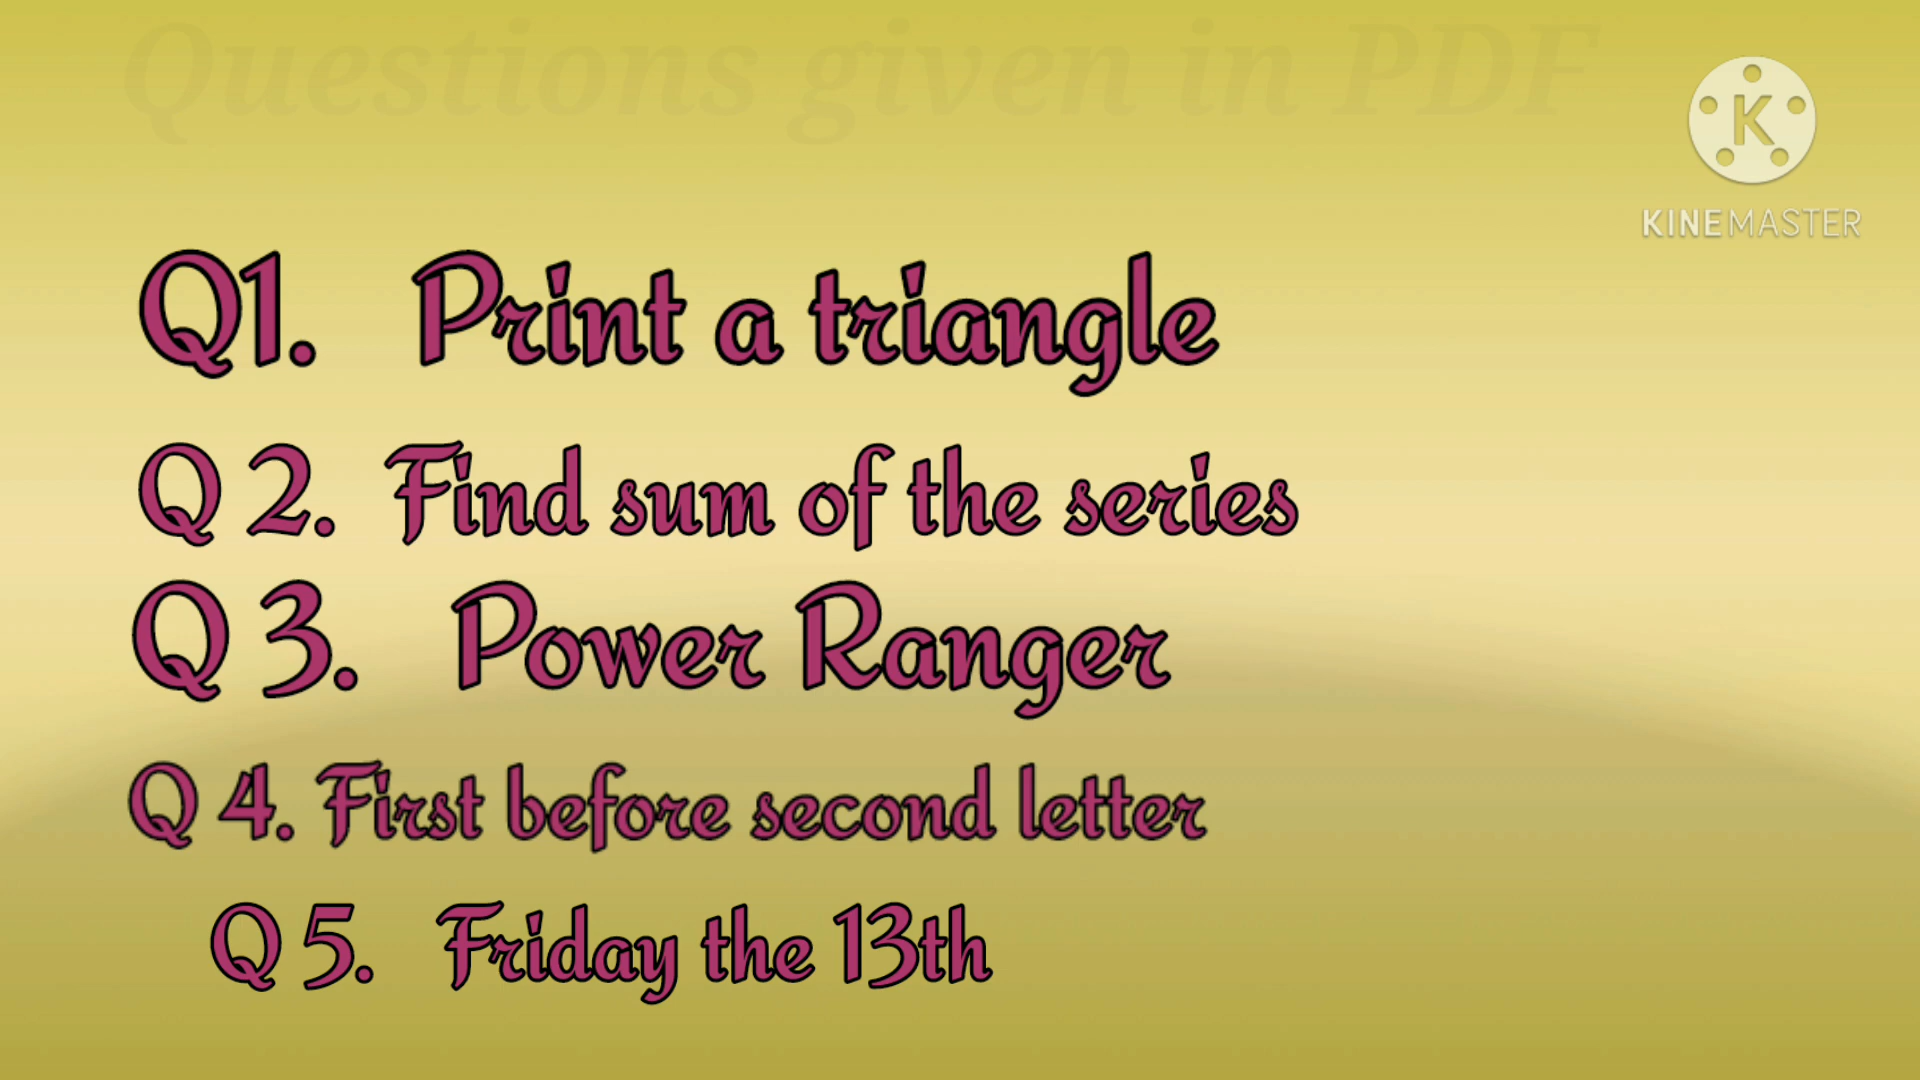 Questions given in PDF
KINEMASTER
Q1. Print a triangle
Q 2. Find sum of the series
Q 3. Power Ranger
Q 4. First before second letter
Q 5. Friday the 13th